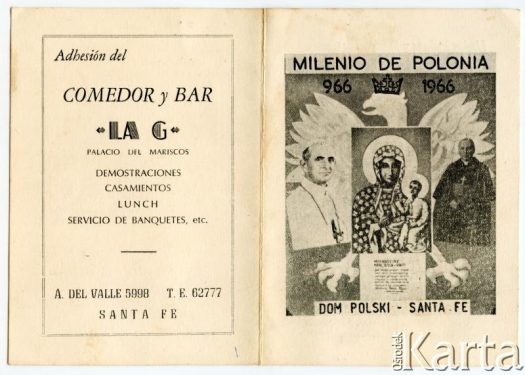 Adhesión del
COMEDOR y BAR
«LA G»
PALACIO DEL MARISCOS
DEMOSTRACIONES
CASAMIENTOS
LUNCH
SERVICIO DE BANQUETES, etc.
A. DEL VALLE 5998 T. E. 62777
SANTA FE
MILENIO DE POLONIA
966 1966
DOM POLSKI - SANTA FE
Ośrodek
Karta